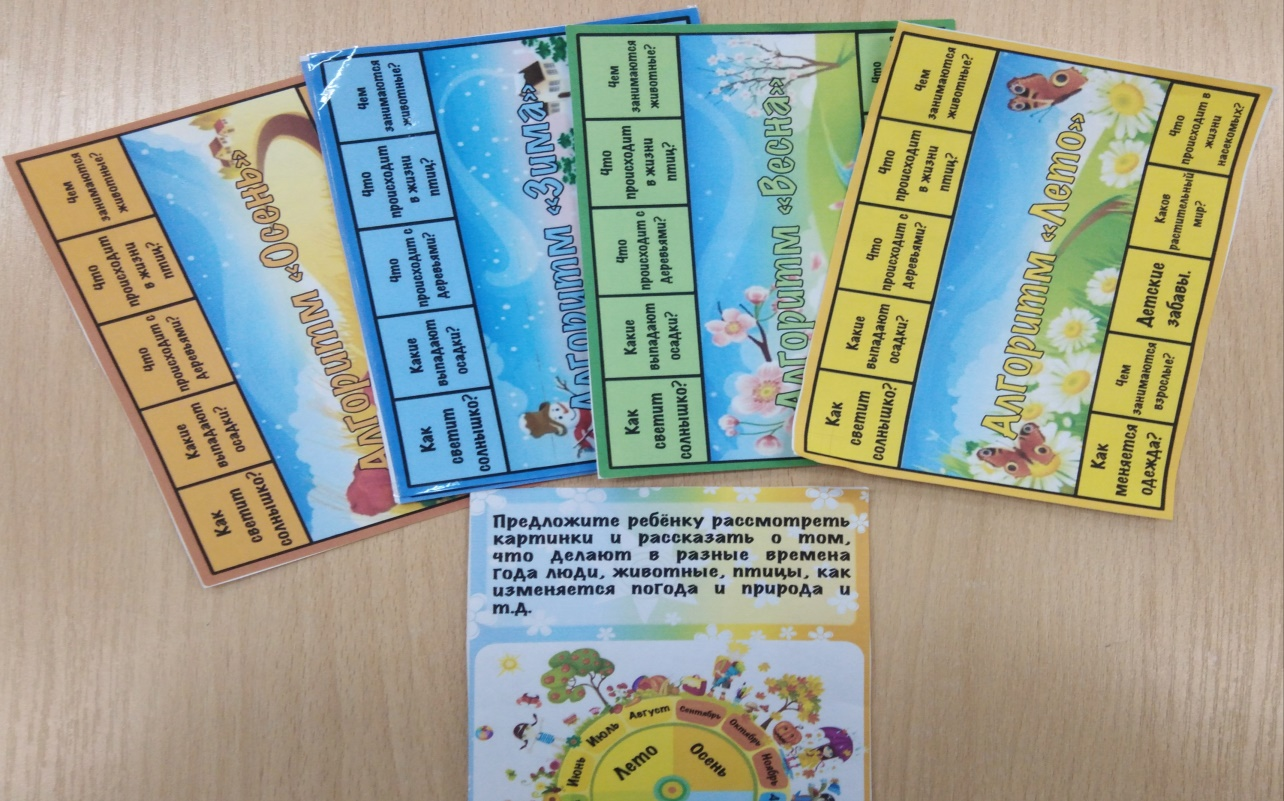 Чем
занимаются
животные?
Что
происходит
в жизни
птиц?
Что
происходит с
деревьями?
Какие
выпадают
осадки?
Как
светит
солнышко?
Алгоритм «Осень»
Чем
занимаются
животные?
Что
происходит
в жизни
птиц?
Что
происходит с
деревьями?
Какие
выпадают
осадки?
Как
светит
солнышко?
Алгоритм «Зима»
Чем
занимаются
животные?
Что
происходит
в жизни
птиц?
Что
происходит с
деревьями?
Какие
выпадают
осадки?
Как
светит
солнышко?
Алгоритм «Весна»
Что
Чем
занимаются
животные?
Что
происходит
в жизни
птиц?
Что
происходит с
деревьями?
Какие
выпадают
осадки?
Как
светит
солнышко?
Алгоритм «Лето»
Что
происходит в
жизни
насекомых?
Каков
растительный
мир?
Детские
забавы.
Чем
занимаются
взрослые?
Как
меняется
одежда?
Предложите ребёнку рассмотреть
картинки и рассказать о том,
что делают в разные времена
года люди, животные, птицы, как
изменяется погода и природа и
т.д.
Июнь
Июль
Август
Сентябрь
Октябрь
Ноябрь
Лето
Осень